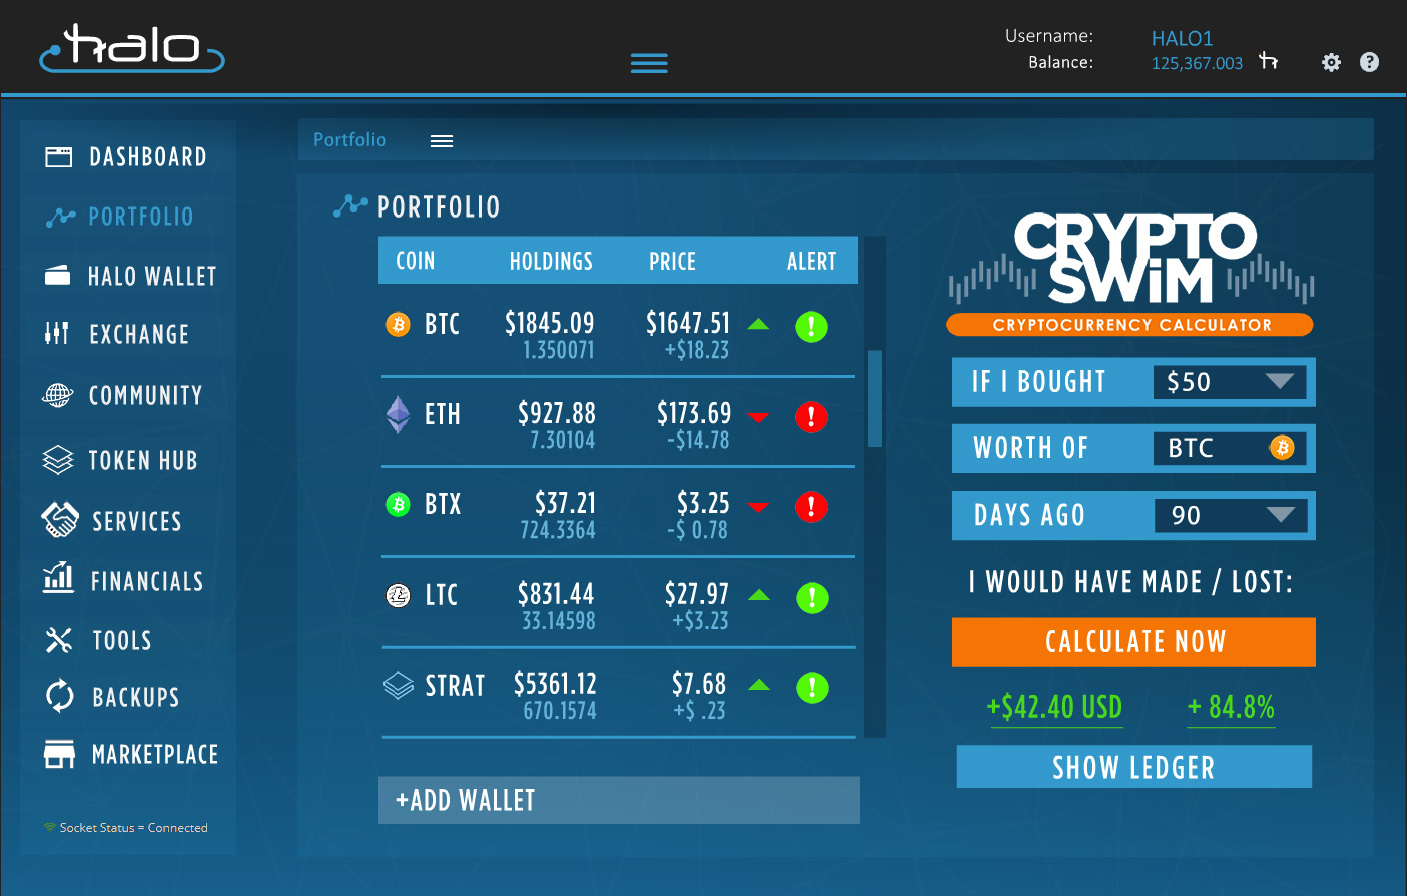 halo
Username: HALO1
Balance: 125,367.003
DASHBOARD
PORTFOLIO
HALO WALLET
EXCHANGE
COMMUNITY
TOKEN HUB
SERVICES
FINANCIALS
TOOLS
BACKUPS
MARKETPLACE
Socket Status = Connected
Portfolio
PORTFOLIO
COIN HOLDINGS PRICE ALERT
BTC $1845.09 $1647.51 !
1.350071 +$18.23
ETH $927.88 $173.69 !
7.30104 -$14.78
BTX $37.21 $3.25 !
724.3364 -$ 0.78
LTC $831.44 $27.97 !
33.14598 +$3.23
STRAT $5361.12 $7.68 !
670.1574 +$ .23
+ADD WALLET
CRYPTO
SWiM
CRYPTOCURRENCY CALCULATOR
IF I BOUGHT $50
WORTH OF BTC
DAYS AGO 90
I WOULD HAVE MADE / LOST:
CALCULATE NOW
+$42.40 USD + 84.8%
SHOW LEDGER